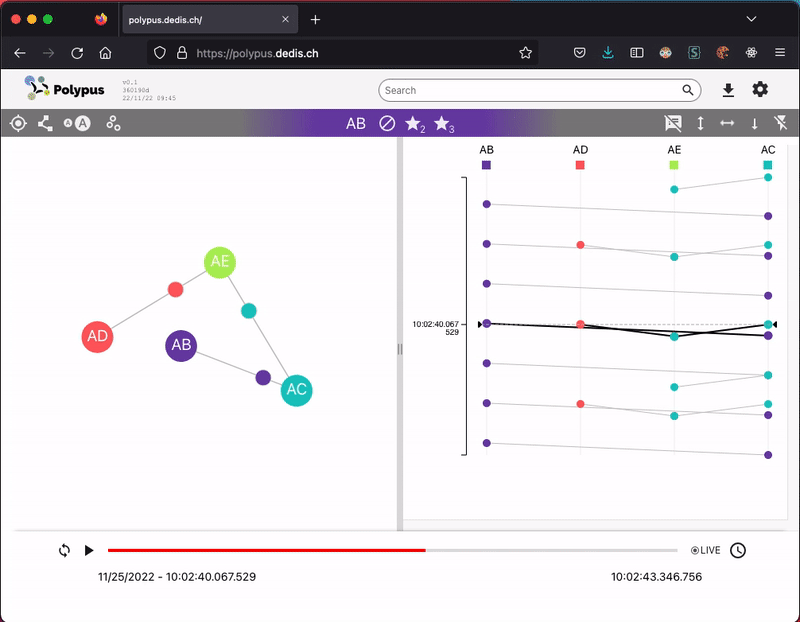 polypus.dedis.ch/
https://polypus.dedis.ch
Polypus
v0.1
360190d
22/11/22 09:45
Search
A A
AB
2
3
AB AD AE AC
AE
AD
AB
AC
10:02:40.067
529
LIVE
11/25/2022 - 10:02:40.067.529
10:02:43.346.756